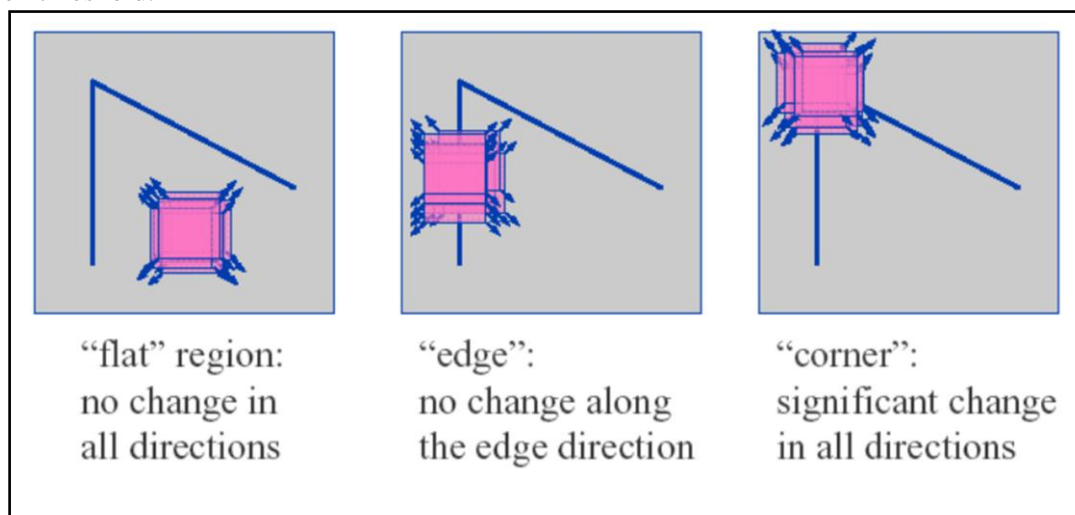 “flat” region:
no change in
all directions
“edge”:
no change along
the edge direction
“corner”:
significant change
in all directions